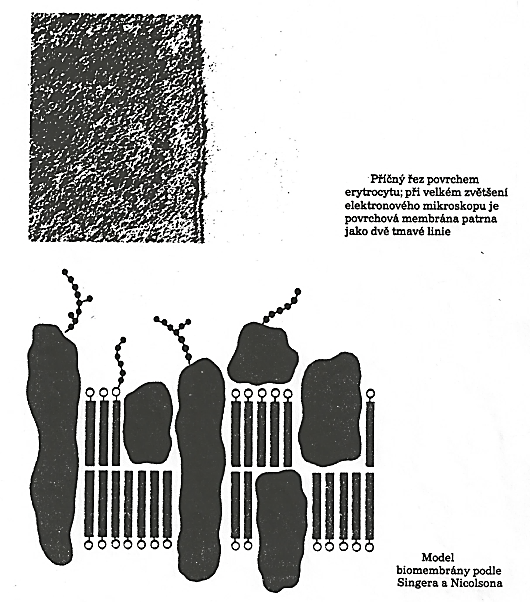 Příčný řez povrchem
erytrocytu; při velkém zvětšení
elektronového mikroskopu je
povrchová membrána patrna
jako dvě tmavé linie
Model
biomembrány podle
Singera a Nicolsona